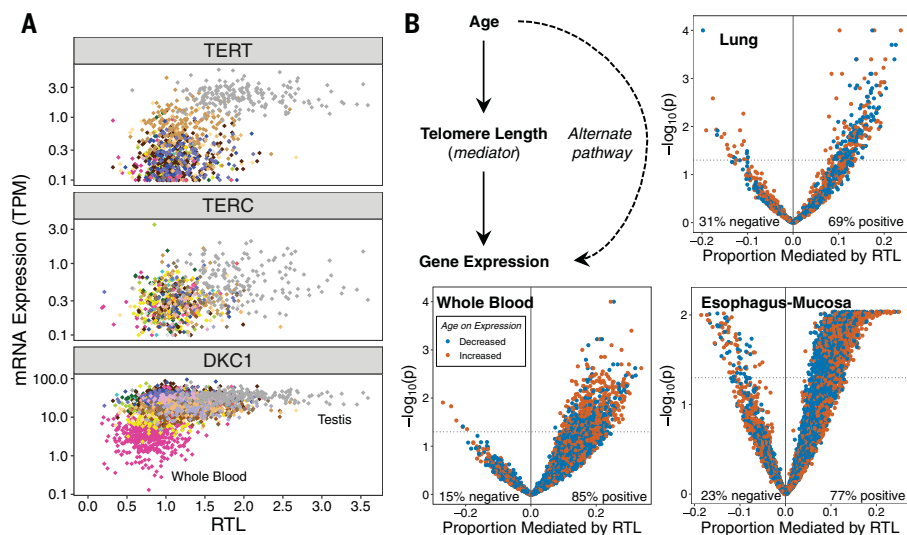 A
TERT
3.0
1.0
0.3
0.1
TERC
3.0
1.0
0.3
0.1
DKC1
100.0
10.0
1.0
0.1
Testis
Whole Blood
0.0 0.5 1.0 1.5 2.0 2.5 3.0 3.5
RTL
mRNA Expression (TPM)
B
Age
Telomere Length
(mediator)
Alternate
pathway
Gene Expression
Lung
4
3
2
1
0
−log10(p)
31% negative 69% positive
−0.2 −0.1 0.0 0.1 0.2
Proportion Mediated by RTL
Whole Blood
Age on Expression
Decreased
Increased
4
3
2
1
0
−log10(p)
15% negative 85% positive
−0.2 0.0 0.2
Proportion Mediated by RTL
Esophagus-Mucosa
2
1
0
−log10(p)
23% negative 77% positive
−0.2 −0.1 0.0 0.1 0.2
Proportion Mediated by RTL